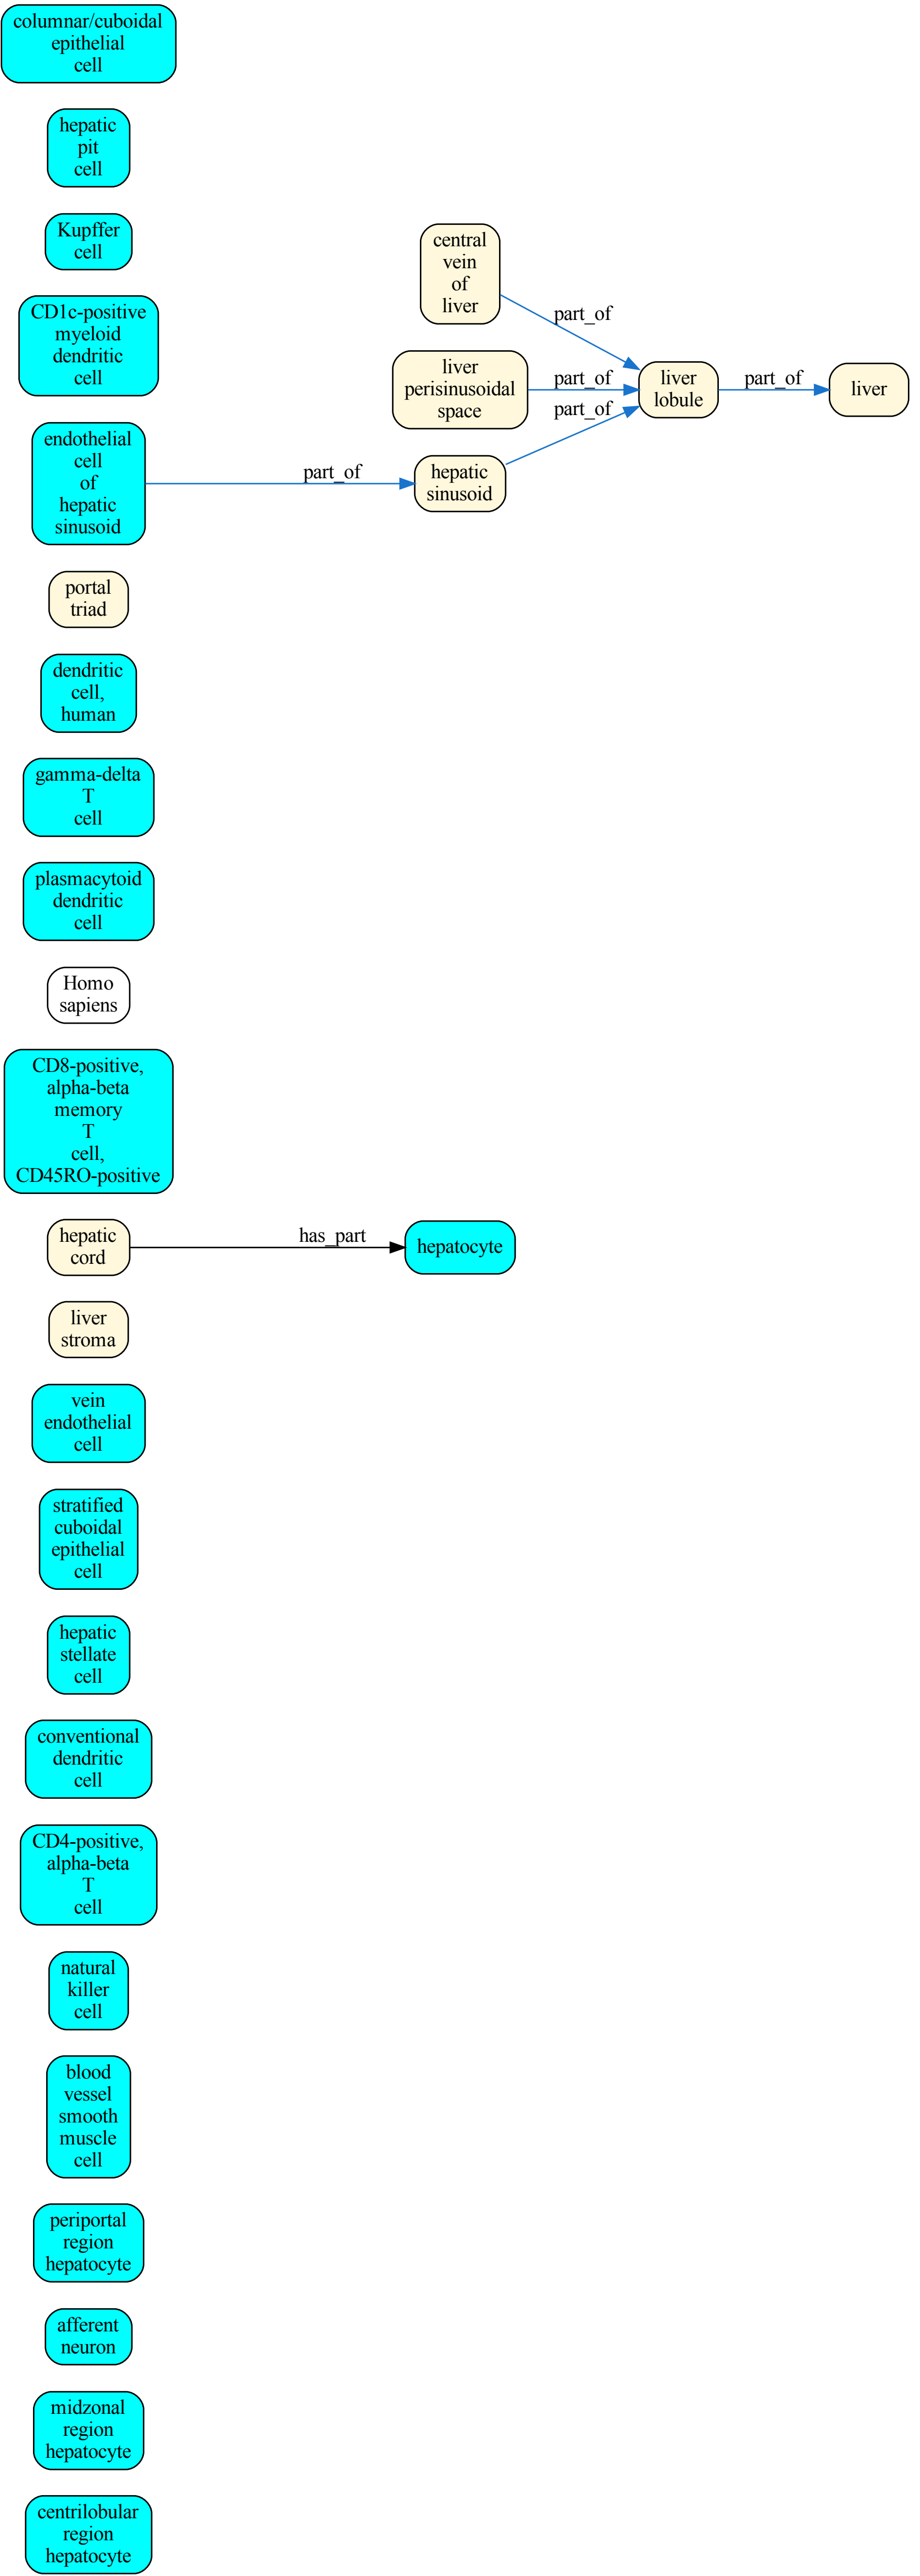 columnar/cuboidal
epithelial
cell
hepatic
pit
cell
Kupffer
cell
central
vein
of
liver
part_of
CD1c-positive
myeloid
dendritic
cell
liver
perisinusoidal
space
part_of
liver
lobule
part_of
liver
part_of
endothelial
cell
of
hepatic
sinusoid
part_of
hepatic
sinusoid
portal
triad
dendritic
cell,
human
gamma-delta
T
cell
plasmacytoid
dendritic
cell
Homo
sapiens
CD8-positive,
alpha-beta
memory
T
cell,
CD45RO-positive
hepatic
cord
has_part
hepatocyte
liver
stroma
vein
endothelial
cell
stratified
cuboidal
epithelial
cell
hepatic
stellate
cell
conventional
dendritic
cell
CD4-positive,
alpha-beta
T
cell
natural
killer
cell
blood
vessel
smooth
muscle
cell
periportal
region
hepatocyte
afferent
neuron
midzonal
region
hepatocyte
centrilobular
region
hepatocyte